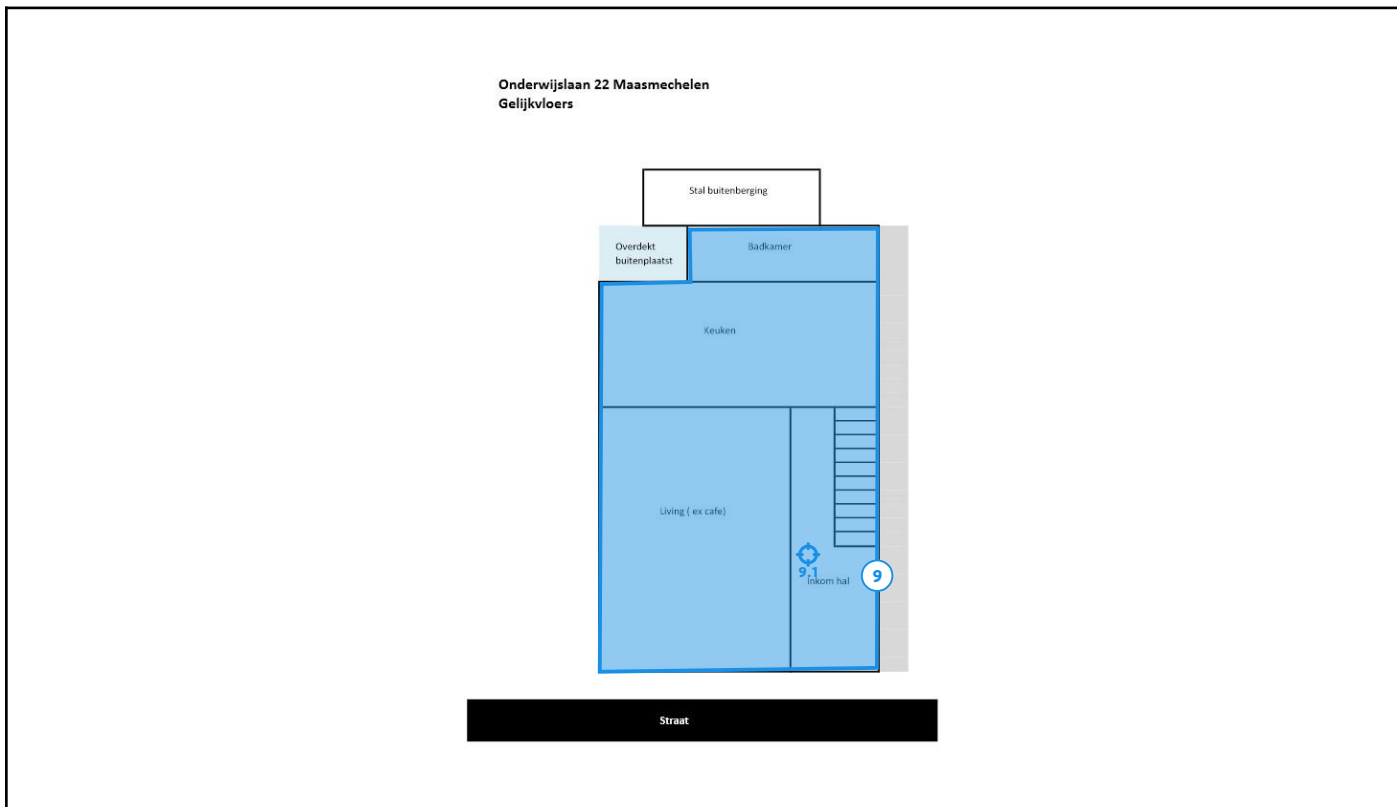 Onderwijslaan 22 Maasmechelen
Gelijkvloers
Stal buitenberging
Overdekt
buitenplaatst
Badkamer
Keuken
Living ( ex cafe)
9.1
9
Inkom hal
Straat